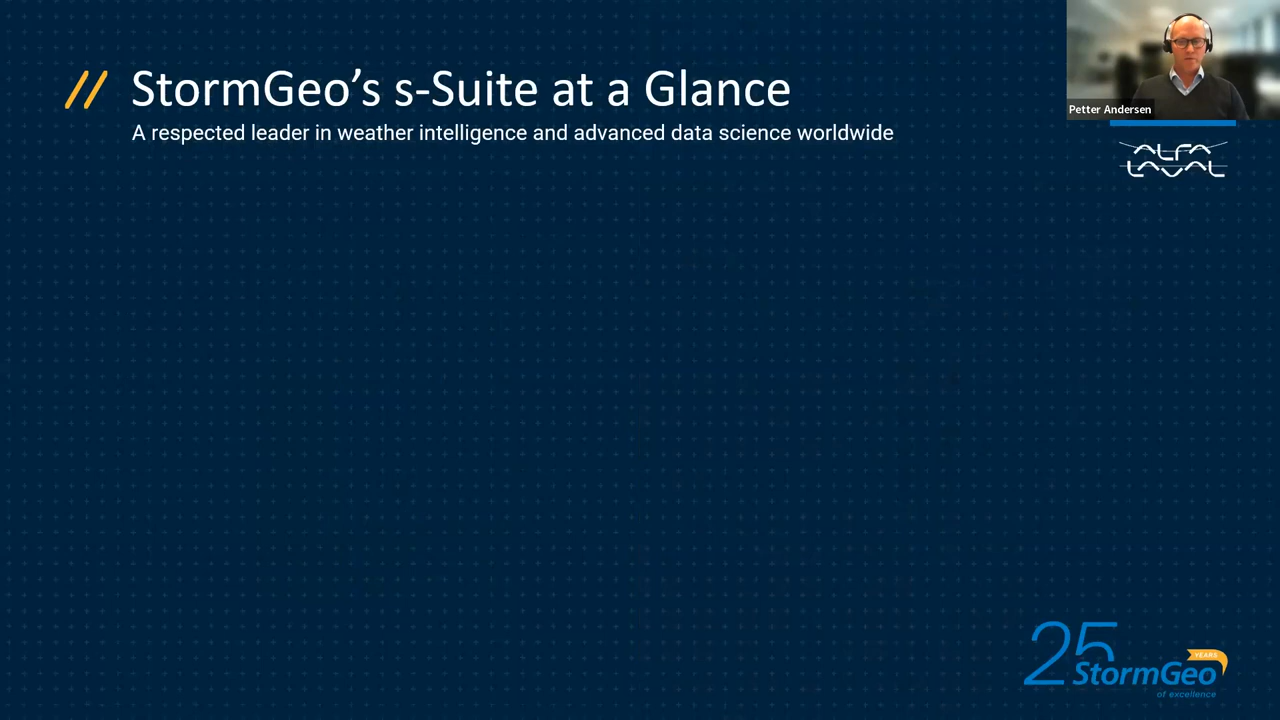 // StormGeo’s s-Suite at a Glance
A respected leader in weather intelligence and advanced data science worldwide
Petter Andersen
ALFA
LAVAL
25
YEARS
StormGeo
of excellence